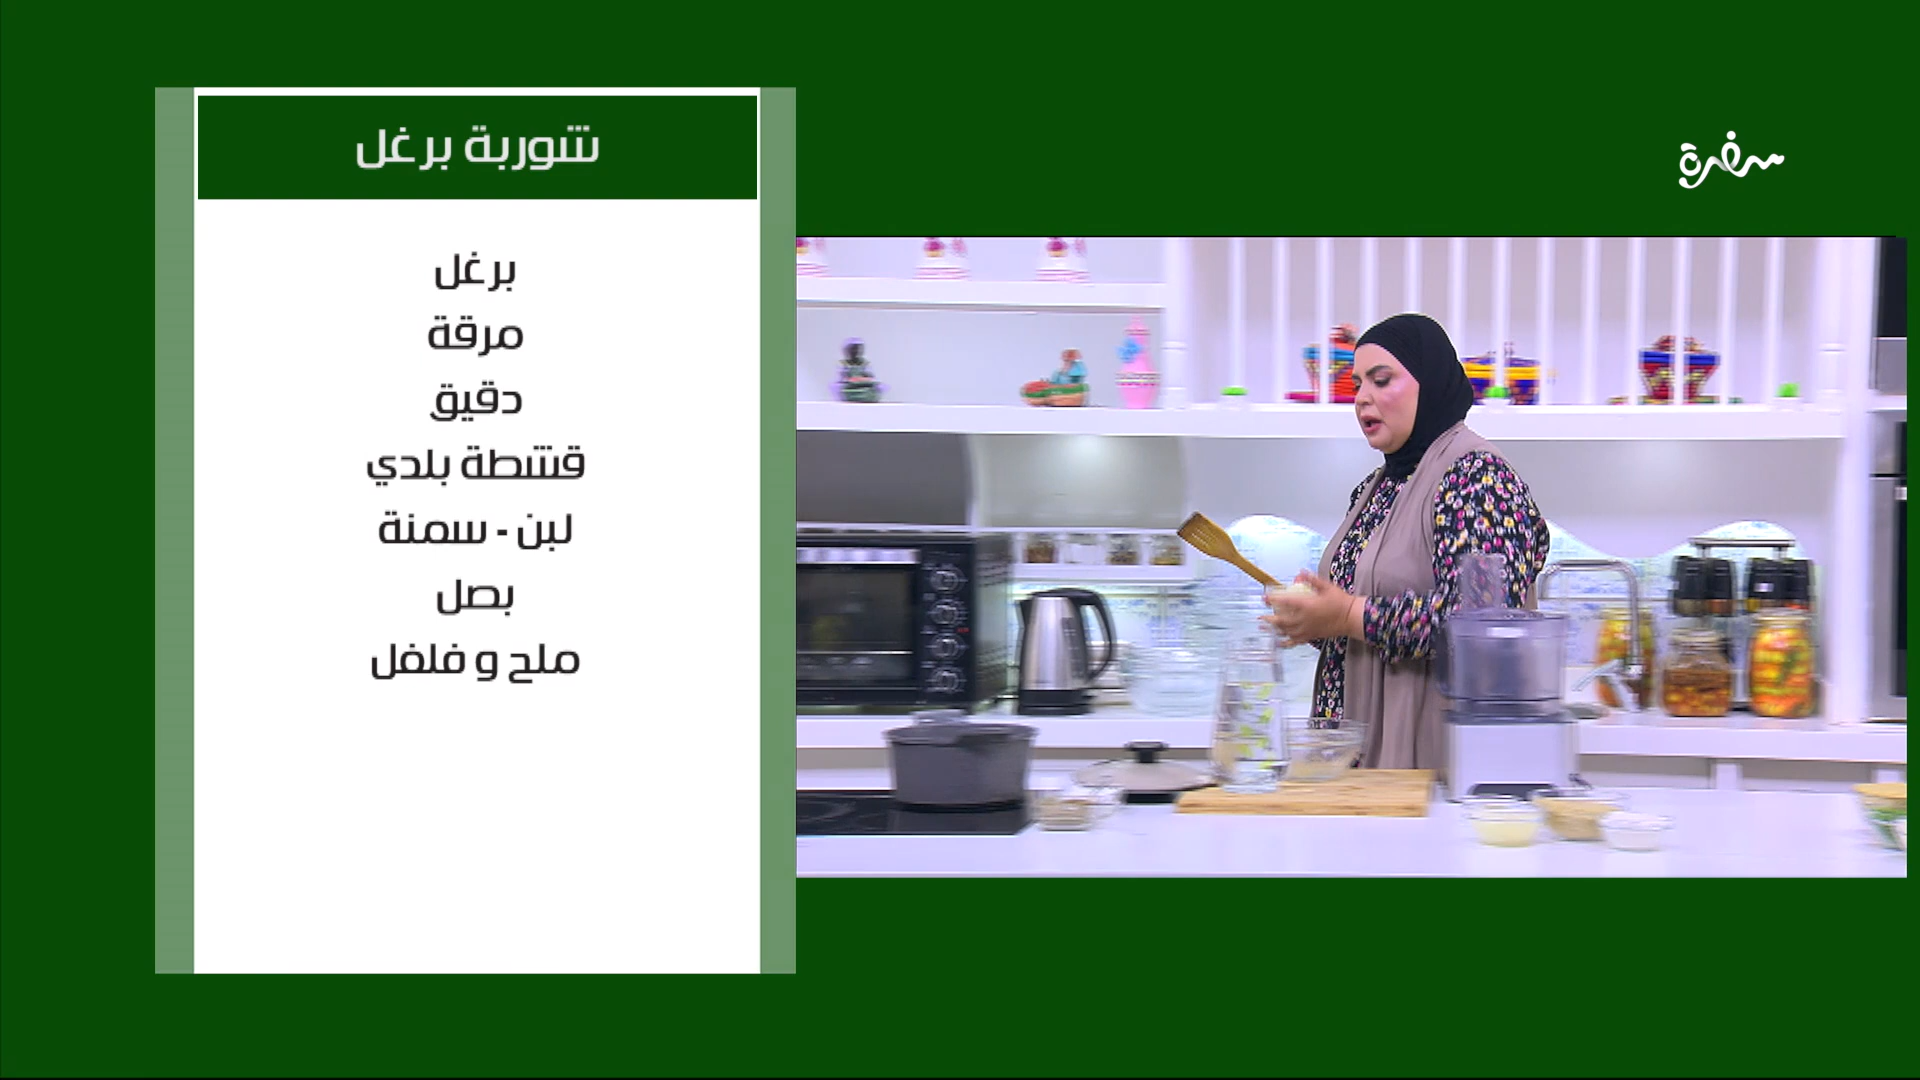 سفرة
شوربة برغل
برغل
مرقة
دقيق
قشطة بلدي
لبن - سمنة
بصل
ملح و فلفل